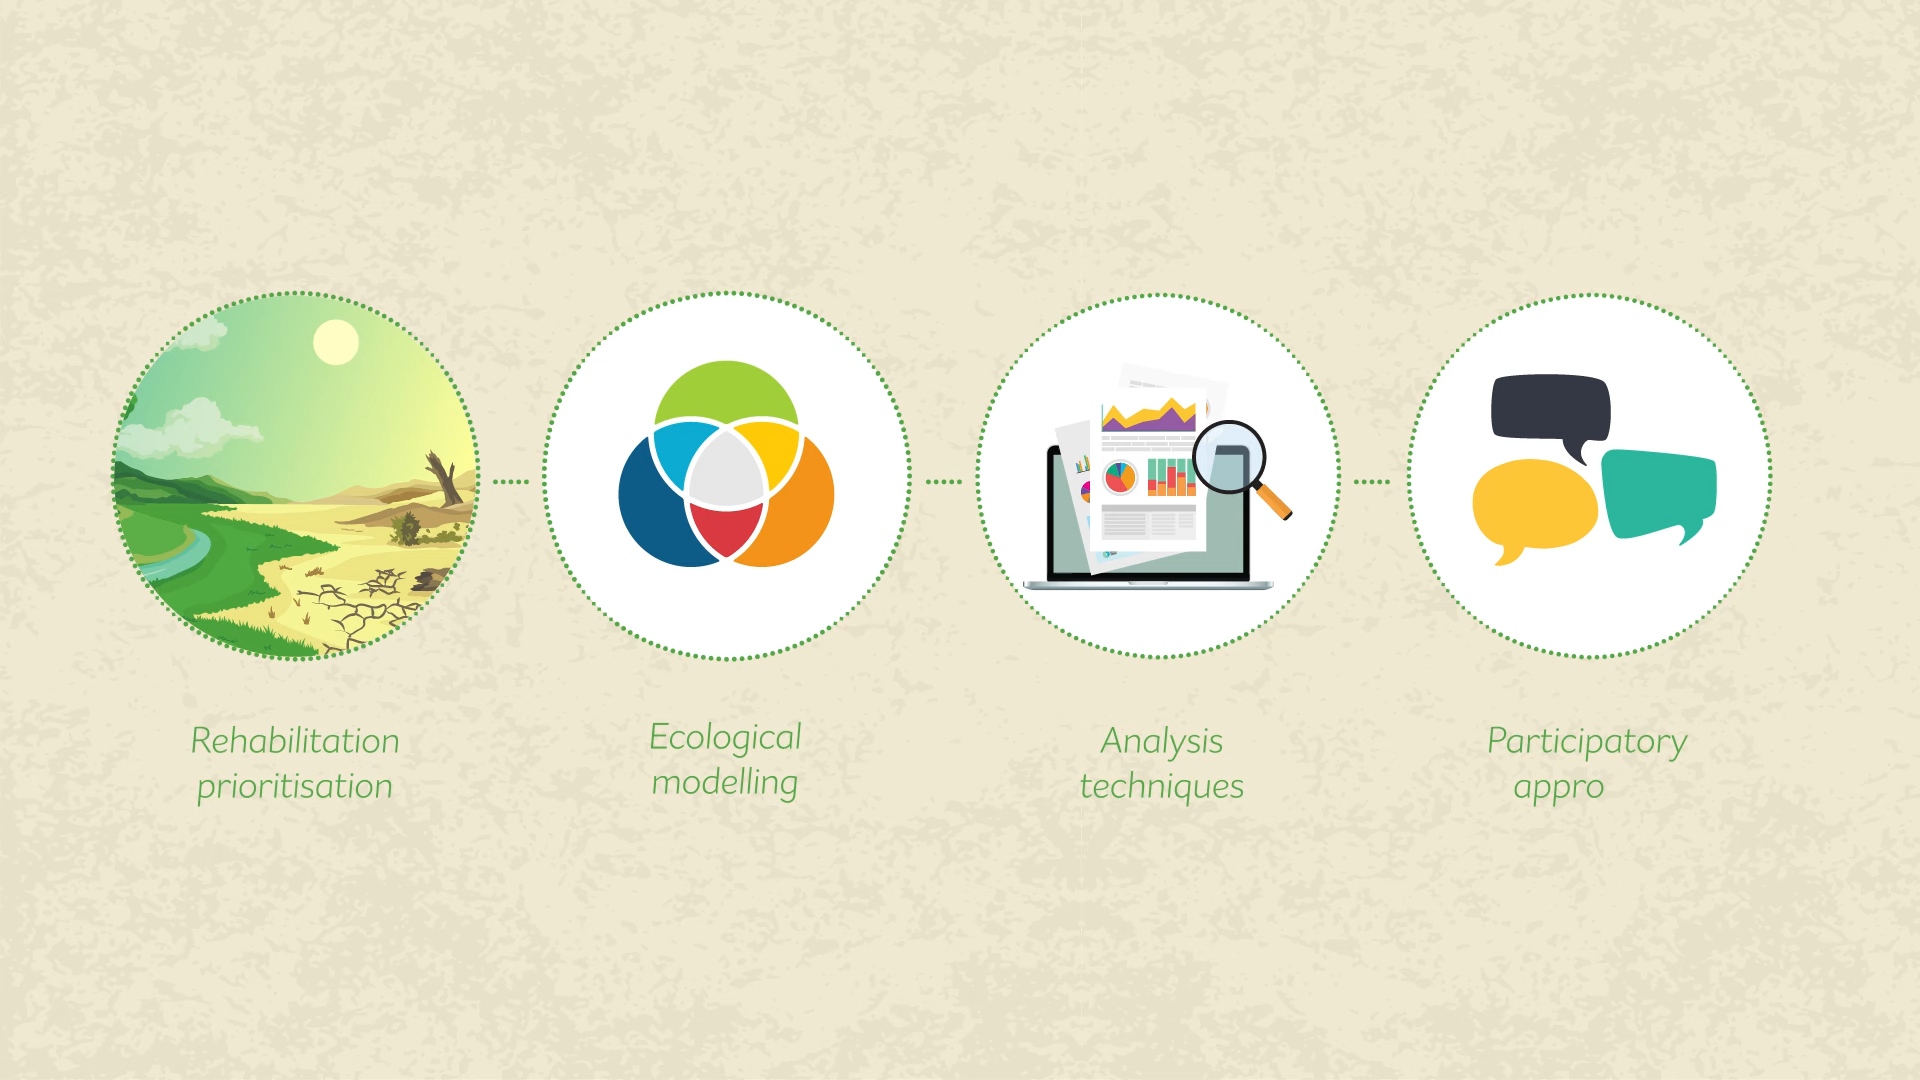 Rehabilitation
prioritisation
Ecological
modelling
Analysis
techniques
Participatory
appro